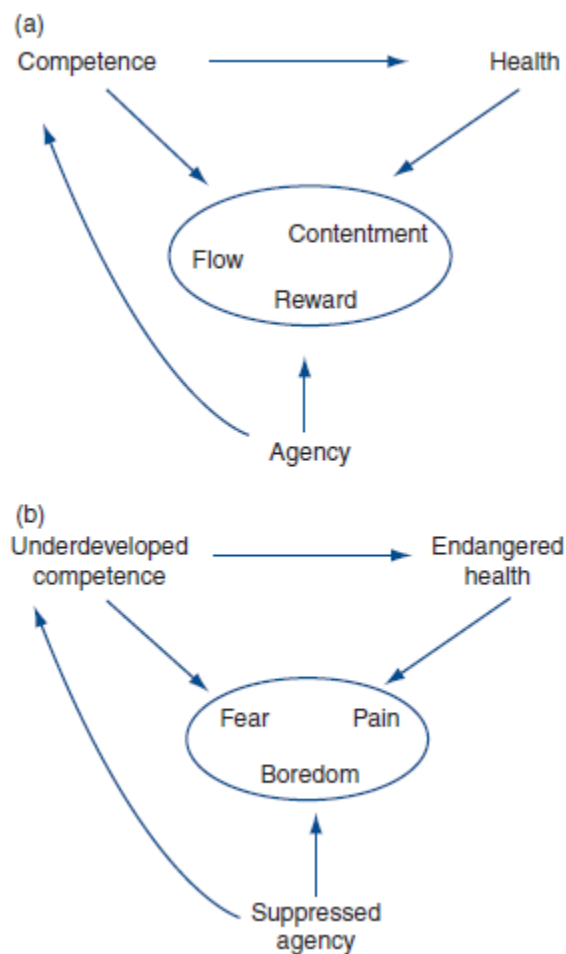 (a)
Competence
Health
Contentment
Flow
Reward
Agency
(b)
Underdeveloped
competence
Endangered
health
Fear
Pain
Boredom
Suppressed
agency